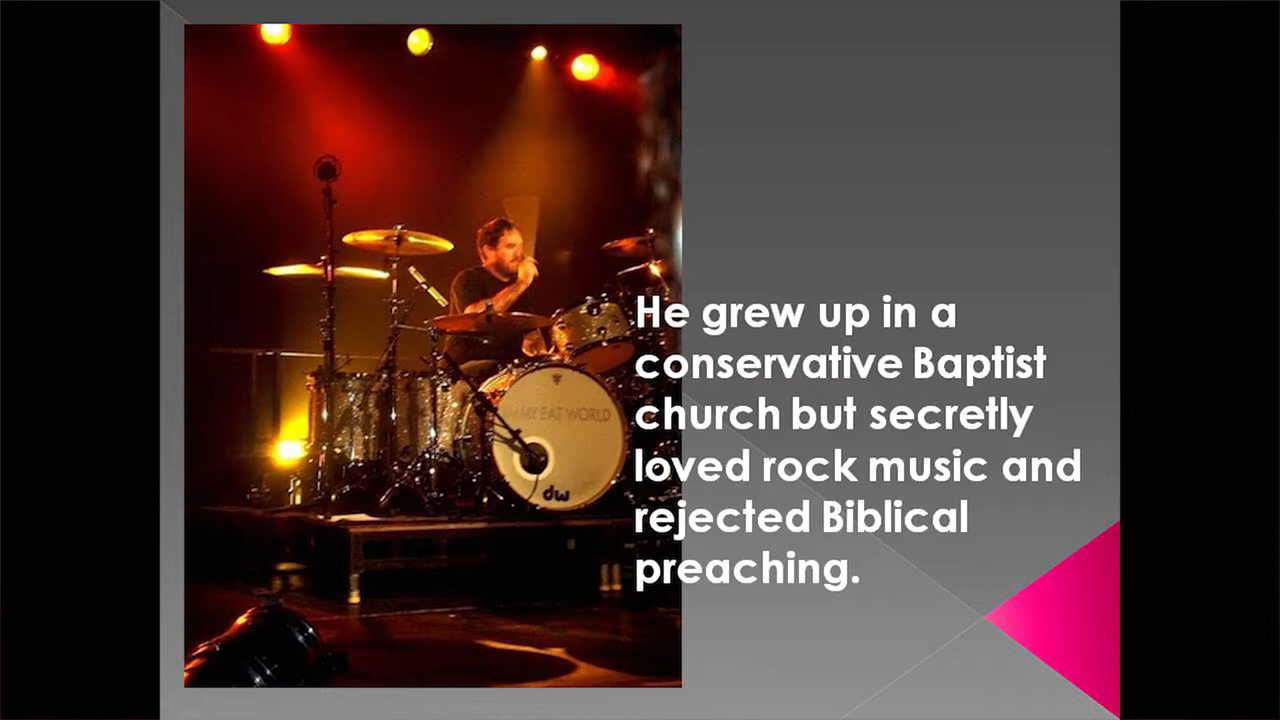 He grew up in a
conservative Baptist
church but secretly
loved rock music and
rejected Biblical
preaching.
EAT WORLD
dw